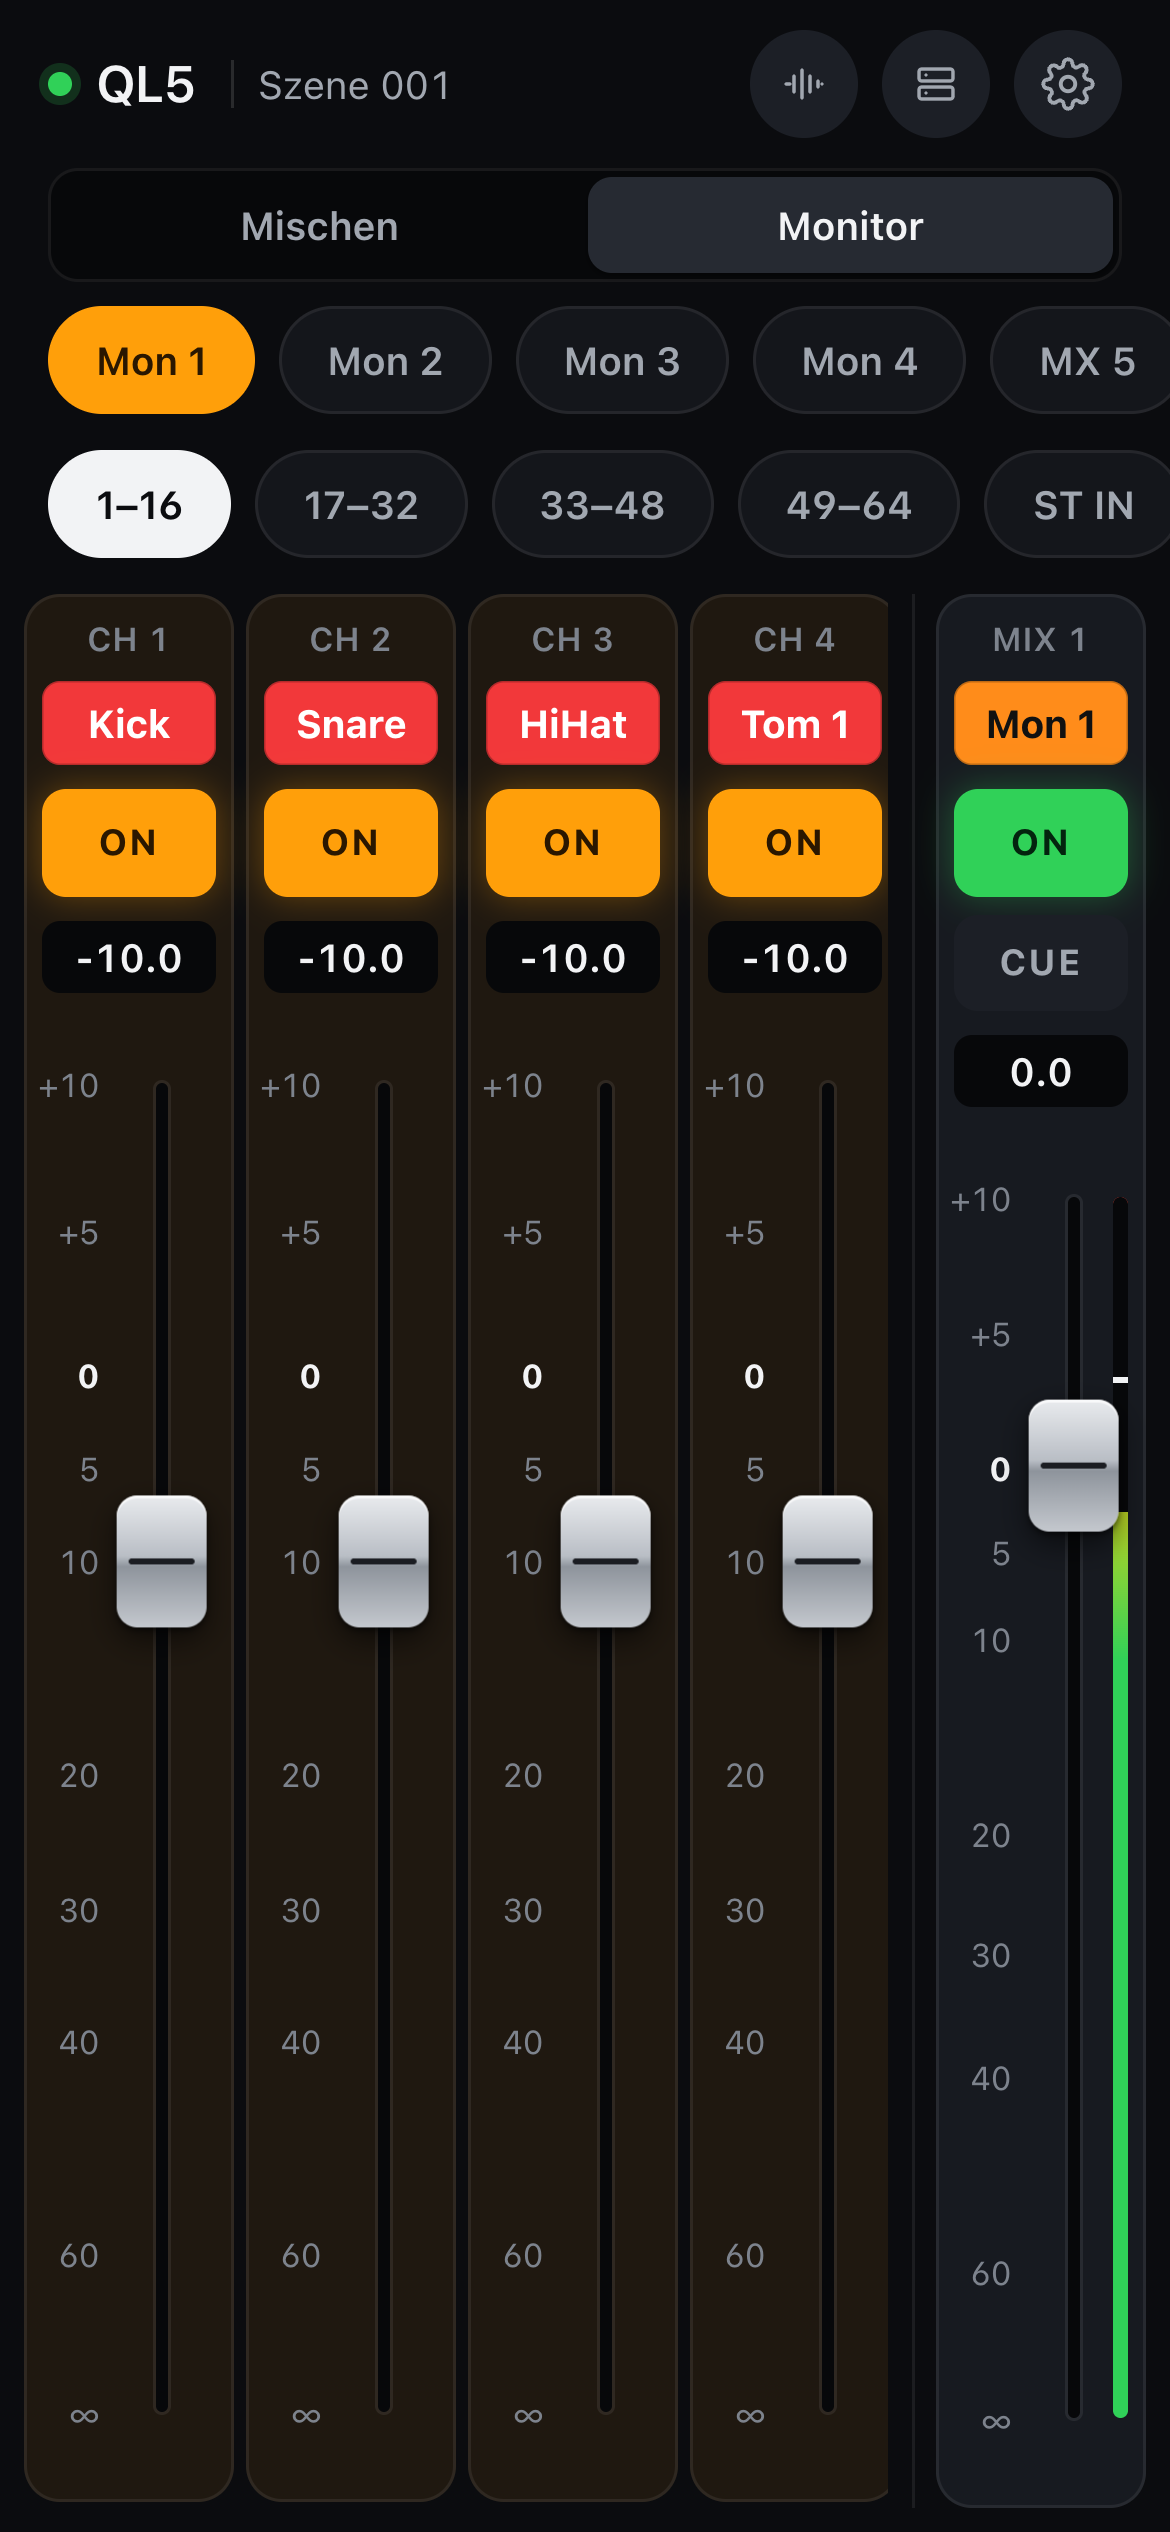 QL5 Szene 001
Mischen Monitor
Mon 1 Mon 2 Mon 3 Mon 4 MX 5
1–16 17–32 33–48 49–64 ST IN
CH 1 CH 2 CH 3 CH 4 MIX 1
Kick Snare HiHat Tom 1 Mon 1
ON ON ON ON ON
-10.0 -10.0 -10.0 -10.0 CUE
0.0
+10 +10 +10 +10 +10
+5 +5 +5 +5 +5
0 0 0 0 0
5 5 5 5 5
10 10 10 10 10
20 20 20 20 20
30 30 30 30 30
40 40 40 40 40
60 60 60 60 60
∞ ∞ ∞ ∞ ∞